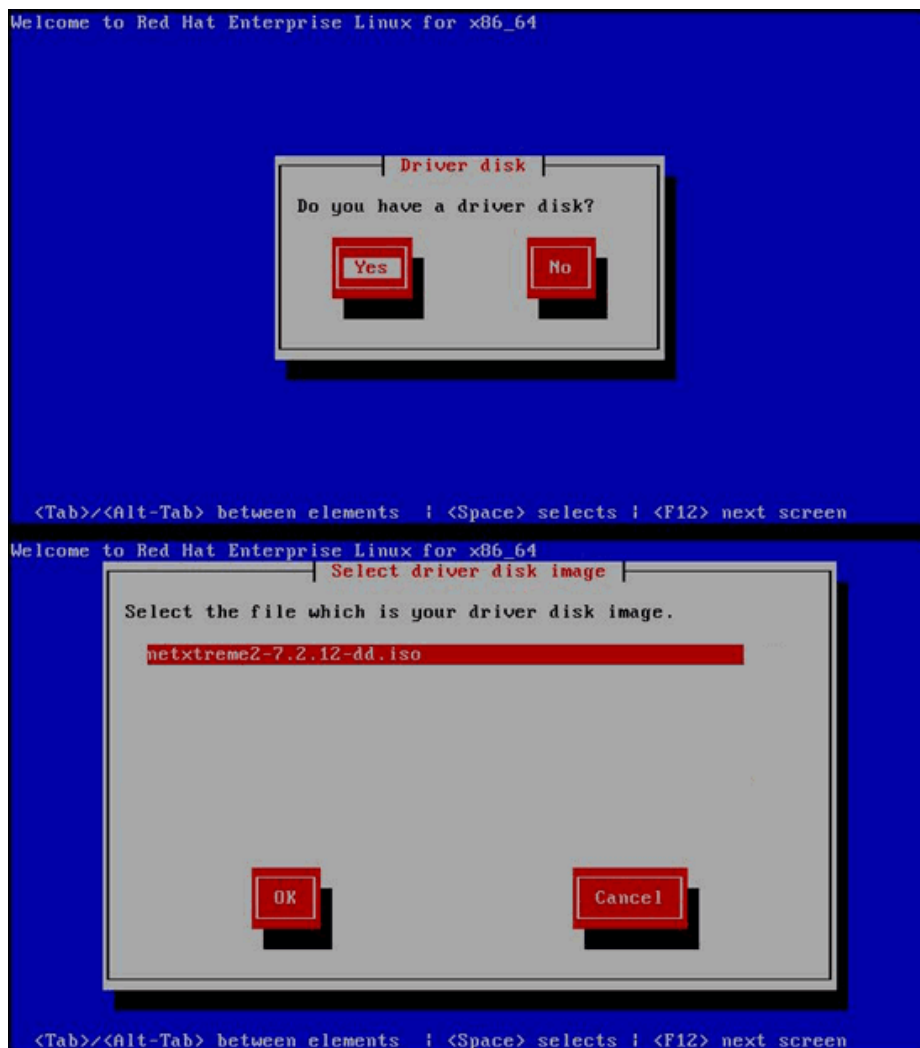 Welcome to Red Hat Enterprise Linux for x86_64
Driver disk
Do you have a driver disk?
Yes No
<Tab>/<Alt-Tab> between elements ¦ <Space> selects ¦ <F12> next screen
Welcome to Red Hat Enterprise Linux for x86_64
Select driver disk image
Select the file which is your driver disk image.
netxtreme2-7.2.12-dd.iso
OK Cancel
<Tab>/<Alt-Tab> between elements ¦ <Space> selects ¦ <F12> next screen